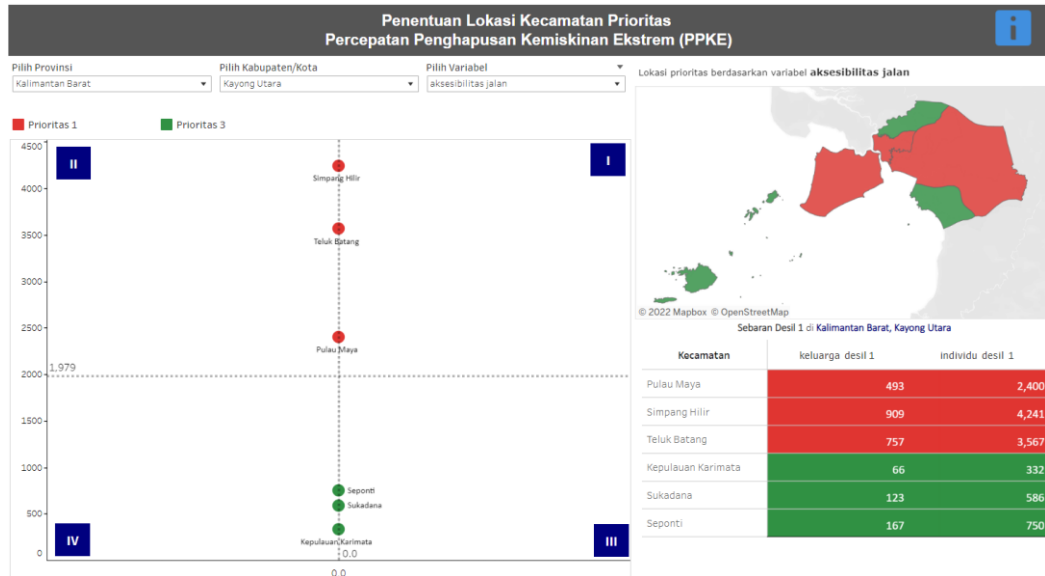 Penentuan Lokasi Kecamatan Prioritas
Percepatan Penghapusan Kemiskinan Ekstrem (PPKE)
i
Pilih Provinsi
Kalimantan Barat
Pilih Kabupaten/Kota
Kayong Utara
Pilih Variabel
aksesibilitas jalan
Lokasi prioritas berdasarkan variabel aksesibilitas jalan
Prioritas 1
Prioritas 3
4500
4000
3500
3000
2500
2000
1500
1000
500
0
II
I
IV
III
Simpang Hilir
Teluk Batang
Pulau Maya
1,979
Seponti
Sukadana
Kepulauan Karimata
0.0
0.0
© 2022 Mapbox © OpenStreetMap
Sebaran Desil 1 di Kalimantan Barat, Kayong Utara
Kecamatan keluarga desil 1 individu desil 1
Pulau Maya 493 2,400
Simpang Hilir 909 4,241
Teluk Batang 757 3,567
Kepulauan Karimata 66 332
Sukadana 123 586
Seponti 167 750